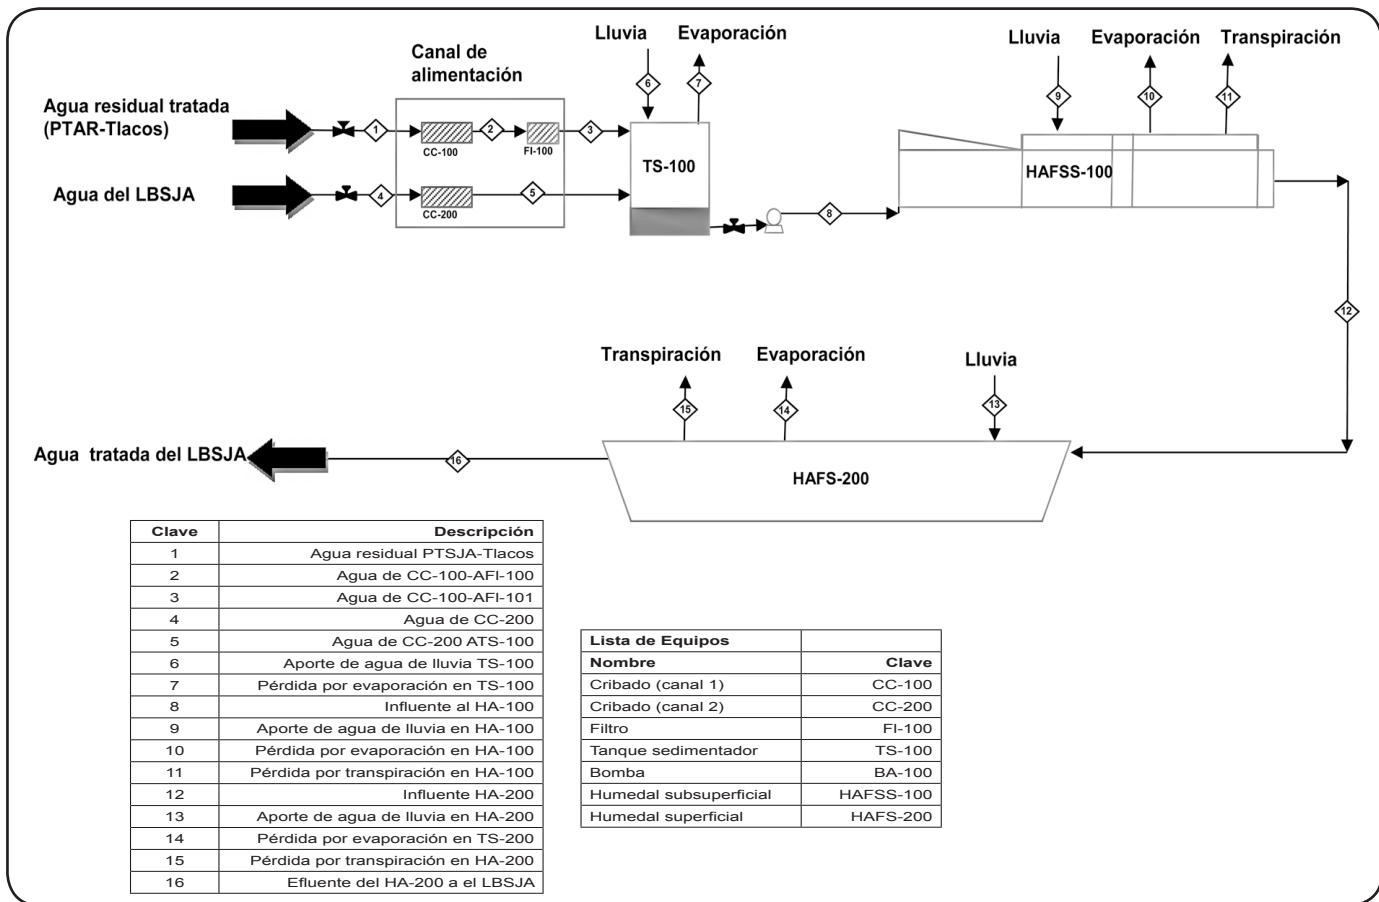 Lluvia Evaporación
Lluvia Evaporación Transpiración
Canal de
alimentación
Agua residual tratada
(PTAR-Tlacos)
6 7
9 10 11
1 2 3
CC-100 FI-100
TS-100
HAFSS-100
Agua del LBSJA
4 5
CC-200
8
12
Transpiración Evaporación Lluvia
15 14 13
Agua tratada del LBSJA
16
HAFS-200
Clave Descripción
1 Agua residual PTSJA-Tlacos
2 Agua de CC-100-AFI-100
3 Agua de CC-100-AFI-101
4 Agua de CC-200
5 Agua de CC-200 ATS-100
6 Aporte de agua de lluvia TS-100
7 Pérdida por evaporación en TS-100
8 Influente al HA-100
9 Aporte de agua de lluvia en HA-100
10 Pérdida por evaporación en HA-100
11 Pérdida por transpiración en HA-100
12 Influente HA-200
13 Aporte de agua de lluvia en HA-200
14 Pérdida por evaporación en TS-200
15 Pérdida por transpiración en HA-200
16 Efluente del HA-200 a el LBSJA
Lista de Equipos
Nombre Clave
Cribado (canal 1) CC-100
Cribado (canal 2) CC-200
Filtro FI-100
Tanque sedimentador TS-100
Bomba BA-100
Humedal subsuperficial HAFSS-100
Humedal superficial HAFS-200